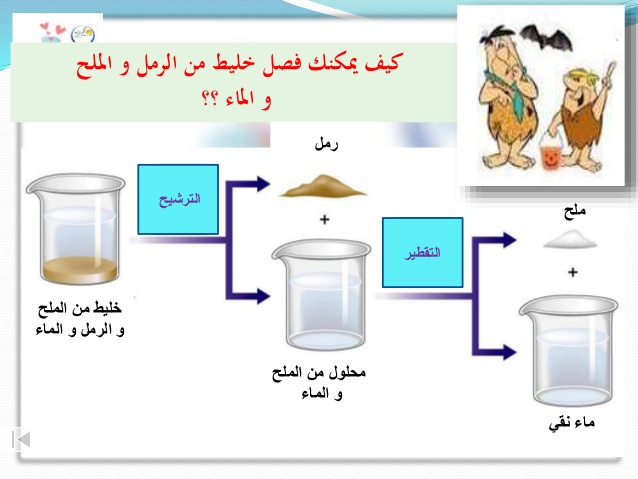 كيف يمكنك فصل خليط من الرمل و الملح
و الماء ؟؟
رمل
الترشيح
ملح
التقطير
خليط من الملح
و الرمل و الماء
محلول من الملح
و الماء
ماء نقي